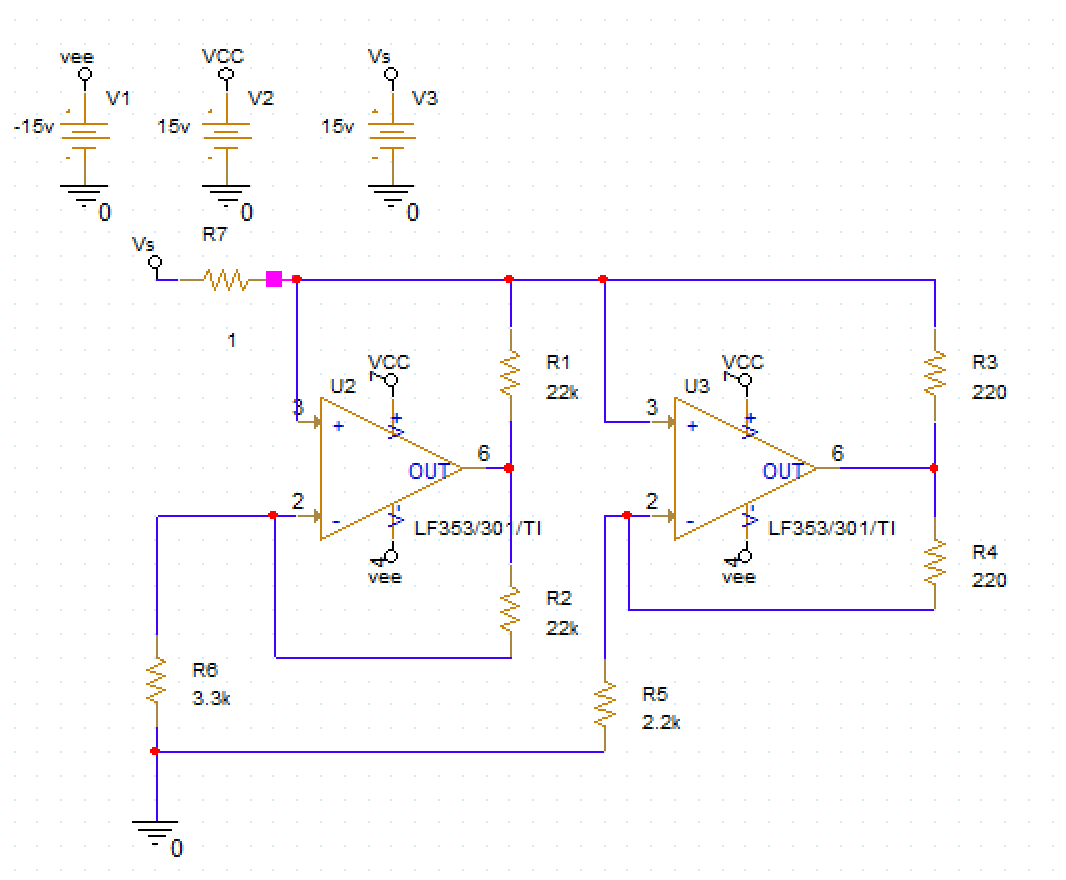 vee VCC Vs
V1 V2 V3
-15v 15v 15v
0 0 0
R7
Vs
1
VCC VCC
7 7
U2 U3
R1 R3
22k 220
3 3
+ +
V+ V+
6 6
OUT OUT
2 2
- -
V- V-
LF353/301/TI LF353/301/TI
4 4
vee vee
R4
220
R2
22k
R6
3.3k
R5
2.2k
0